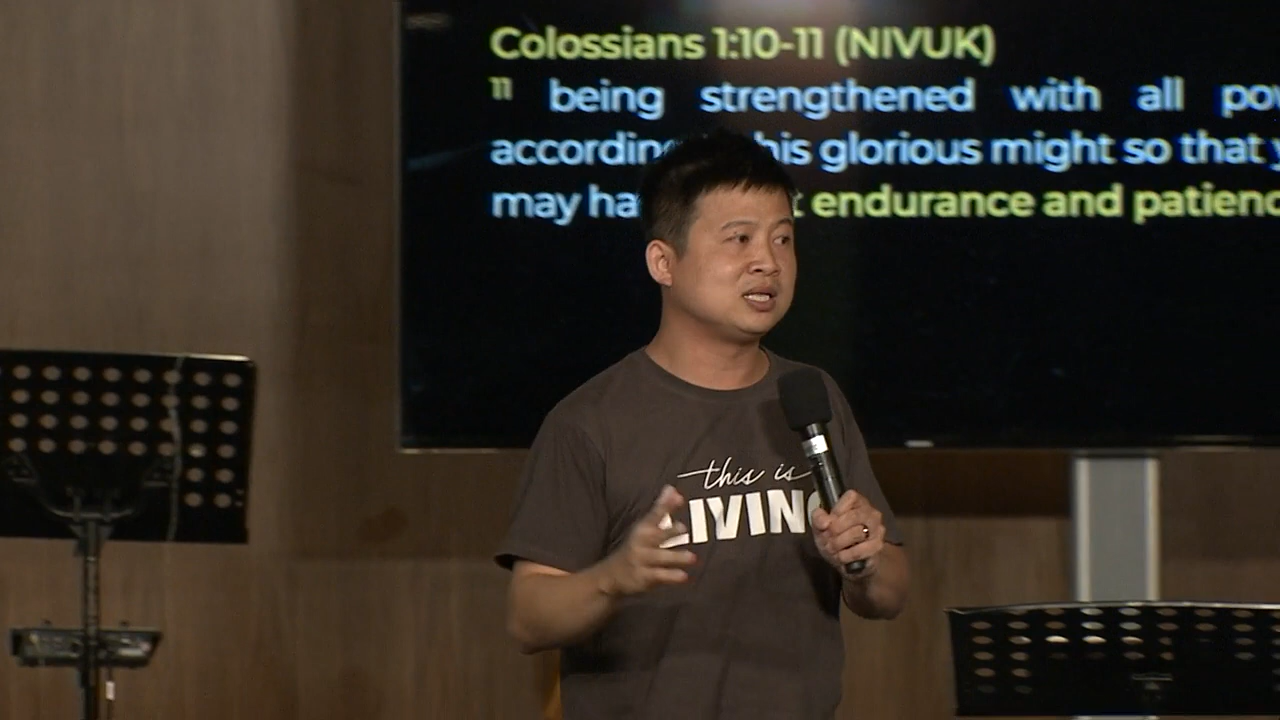 Colossians 1:10-11 (NIVUK)
11 being strengthened with all
his glorious might so that
may endurance and
this is
LIVING